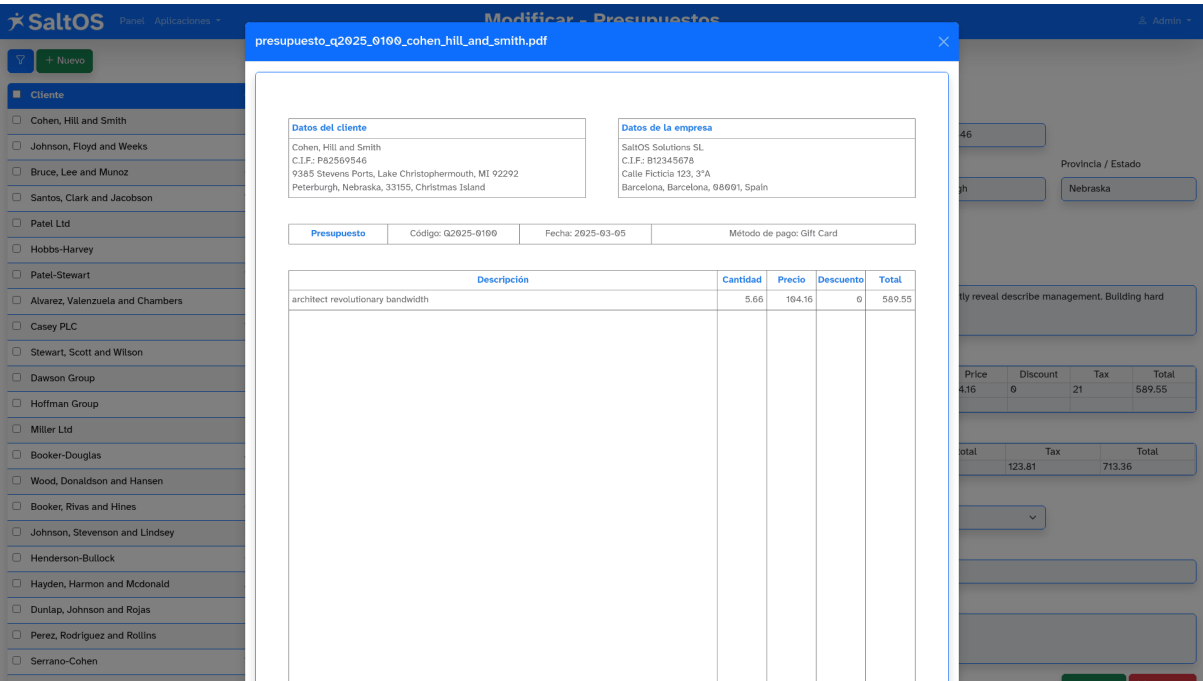 SaltOS Panel Aplicaciones
Modificar - Presupuestos
Admin
+ Nuevo
Cliente
Cohen, Hill and Smith
Johnson, Floyd and Weeks
Bruce, Lee and Munoz
Santos, Clark and Jacobson
Patel Ltd
Hobbs-Harvey
Patel-Stewart
Alvarez, Valenzuela and Chambers
Casey PLC
Stewart, Scott and Wilson
Dawson Group
Hoffman Group
Miller Ltd
Booker-Douglas
Wood, Donaldson and Hansen
Booker, Rivas and Hines
Johnson, Stevenson and Lindsey
Henderson-Bullock
Hayden, Harmon and Mcdonald
Dunlap, Johnson and Rojas
Perez, Rodriguez and Rollins
Serrano-Cohen
presupuesto_q2025_0100_cohen_hill_and_smith.pdf
Datos del cliente
Cohen, Hill and Smith
C.I.F.: P82569546
9385 Stevens Ports, Lake Christophermouth, MI 92292
Peterburgh, Nebraska, 33155, Christmas Island
Datos de la empresa
SaltOS Solutions SL
C.I.F.: B12345678
Calle Ficticia 123, 3ºA
Barcelona, Barcelona, 08001, Spain
Presupuesto Código: Q2025-0100 Fecha: 2025-03-05 Método de pago: Gift Card
Descripción Cantidad Precio Descuento Total
architect revolutionary bandwidth 5.66 104.16 0 589.55
46
Provincia / Estado
gh Nebraska
tly reveal describe management. Building hard
Price Discount Tax Total
4.16 0 21 589.55
total Tax Total
123.81 713.36